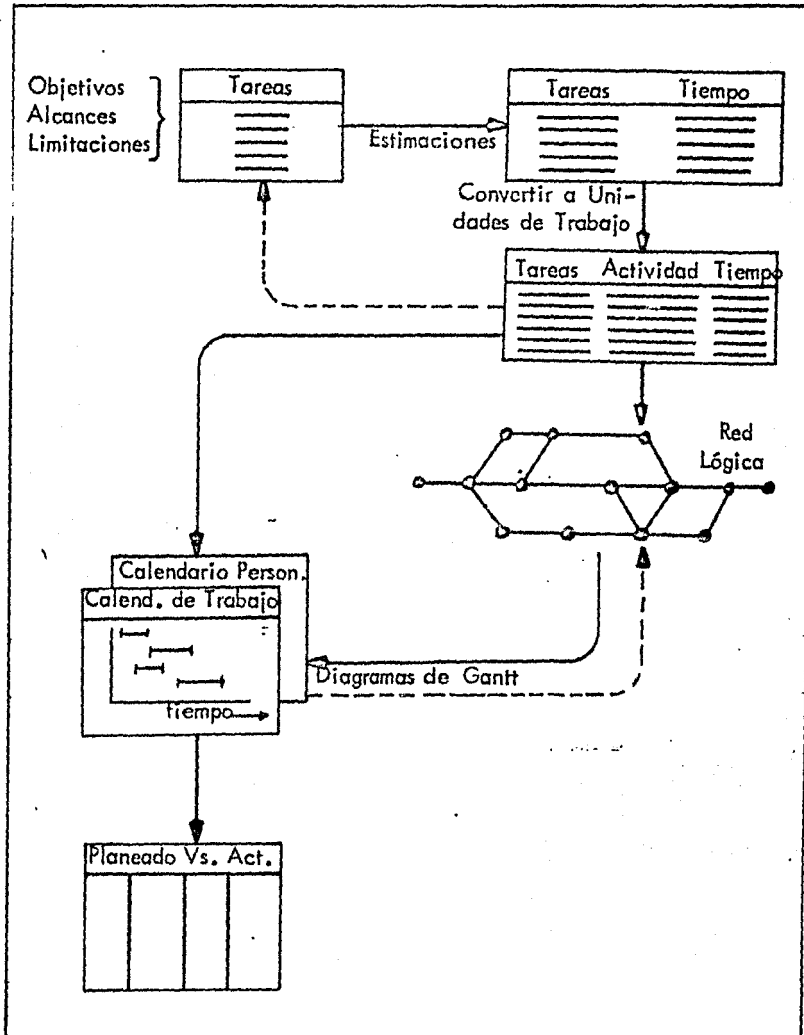 Objetivos
Alcances
Limitaciones
Tareas
Estimaciones
Tareas Tiempo
Convertir a Uni-
dades de Trabajo
Tareas Actividad Tiempo
Red
Lógica
Calendario Person.
Calend. de Trabajo
tiempo
Diagramas de Gantt
Planeado Vs. Act.